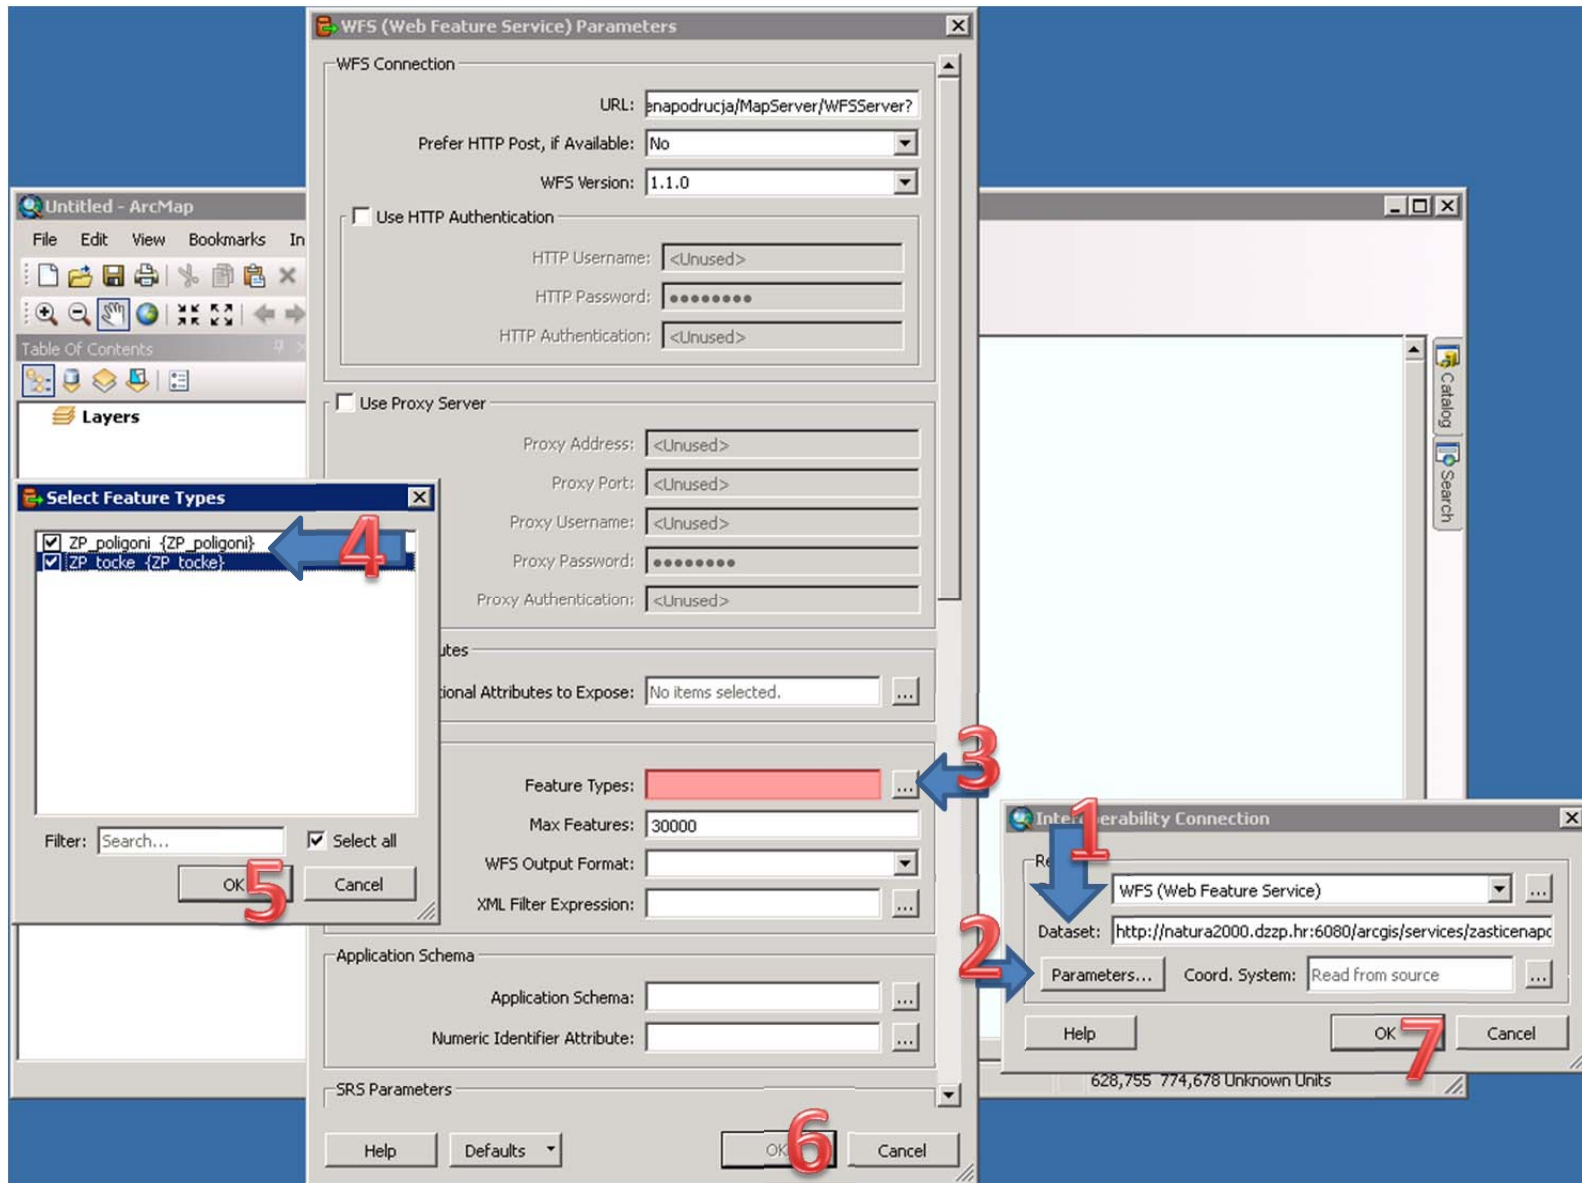 WFS (Web Feature Service) Parameters
WFS Connection
URL: enapodrucja/MapServer/WFSServer?
Prefer HTTP Post, if Available: No
WFS Version: 1.1.0
Use HTTP Authentication
HTTP Username: <Unused>
HTTP Password: ●●●●●●●●
HTTP Authentication: <Unused>
Use Proxy Server
Proxy Address: <Unused>
Proxy Port: <Unused>
Proxy Username: <Unused>
Proxy Password: ●●●●●●●●
Proxy Authentication: <Unused>
utes
ional Attributes to Expose: No items selected. ...
Feature Types: ... 3
Max Features: 30000
WFS Output Format:
XML Filter Expression: ...
Application Schema
Application Schema: ...
Numeric Identifier Attribute: ...
SRS Parameters
Help Defaults OK 6 Cancel
Untitled - ArcMap
File Edit View Bookmarks In
Table Of Contents
Layers
Select Feature Types
ZP_poligoni {ZP_poligoni} 4
ZP_tocke {ZP_tocke}
Filter: Search... Select all
OK 5 Cancel
Catalog
Search
Interoperability Connection
1
Re
WFS (Web Feature Service) ...
Dataset: http://natura2000.dzzp.hr:6080/arcgis/services/zasticenapo
2 Parameters... Coord. System: Read from source ...
Help OK 7 Cancel
628,755 774,678 Unknown Units